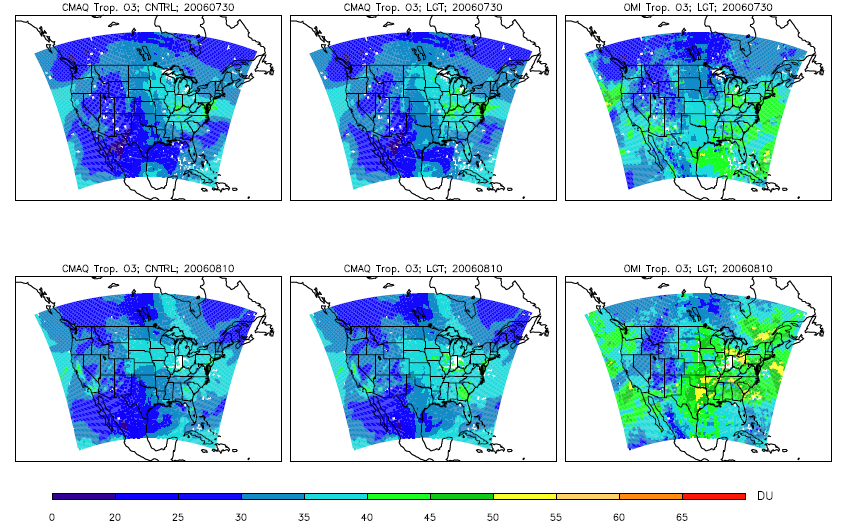 CMAQ Trop. O3; CNTRL; 20060730
CMAQ Trop. O3; LGT; 20060730
OMI Trop. O3; LGT; 20060730
CMAQ Trop. O3; CNTRL; 20060810
CMAQ Trop. O3; LGT; 20060810
OMI Trop. O3; LGT; 20060810
DU
0 20 25 30 35 40 45 50 55 60 65